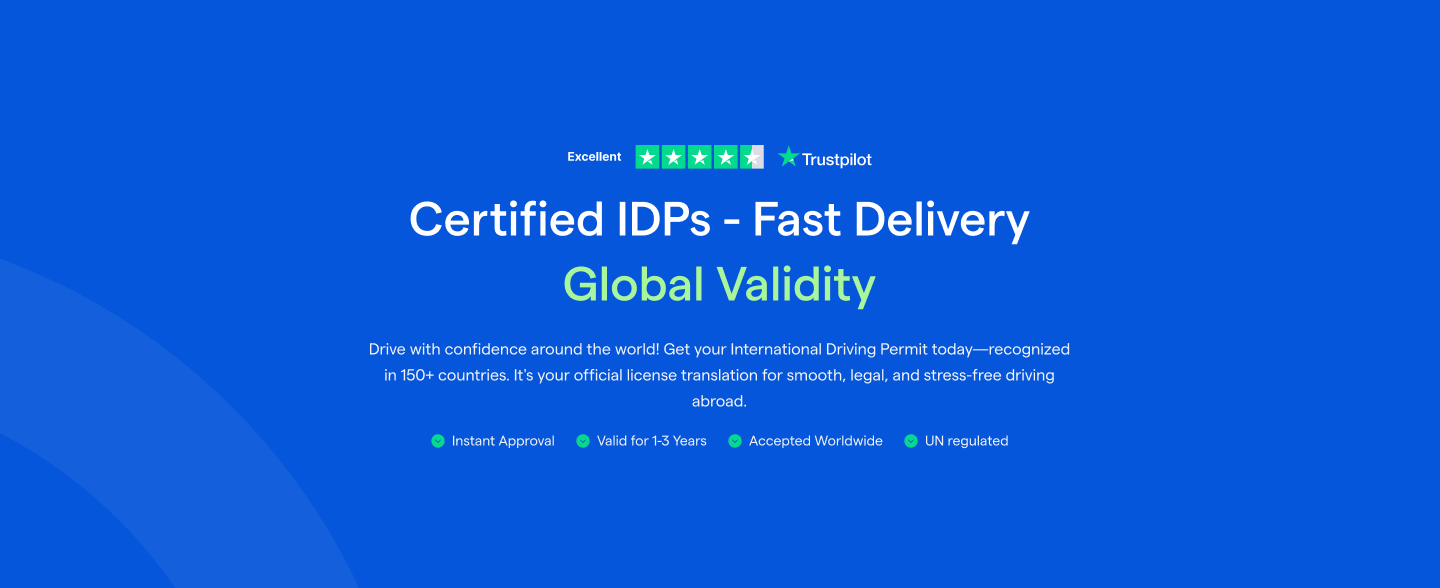 Excellent Trustpilot
Certified IDPs - Fast Delivery
Global Validity
Drive with confidence around the world! Get your International Driving Permit today—recognized
in 150+ countries. It's your official license translation for smooth, legal, and stress-free driving
abroad.
Instant Approval Valid for 1-3 Years Accepted Worldwide UN regulated